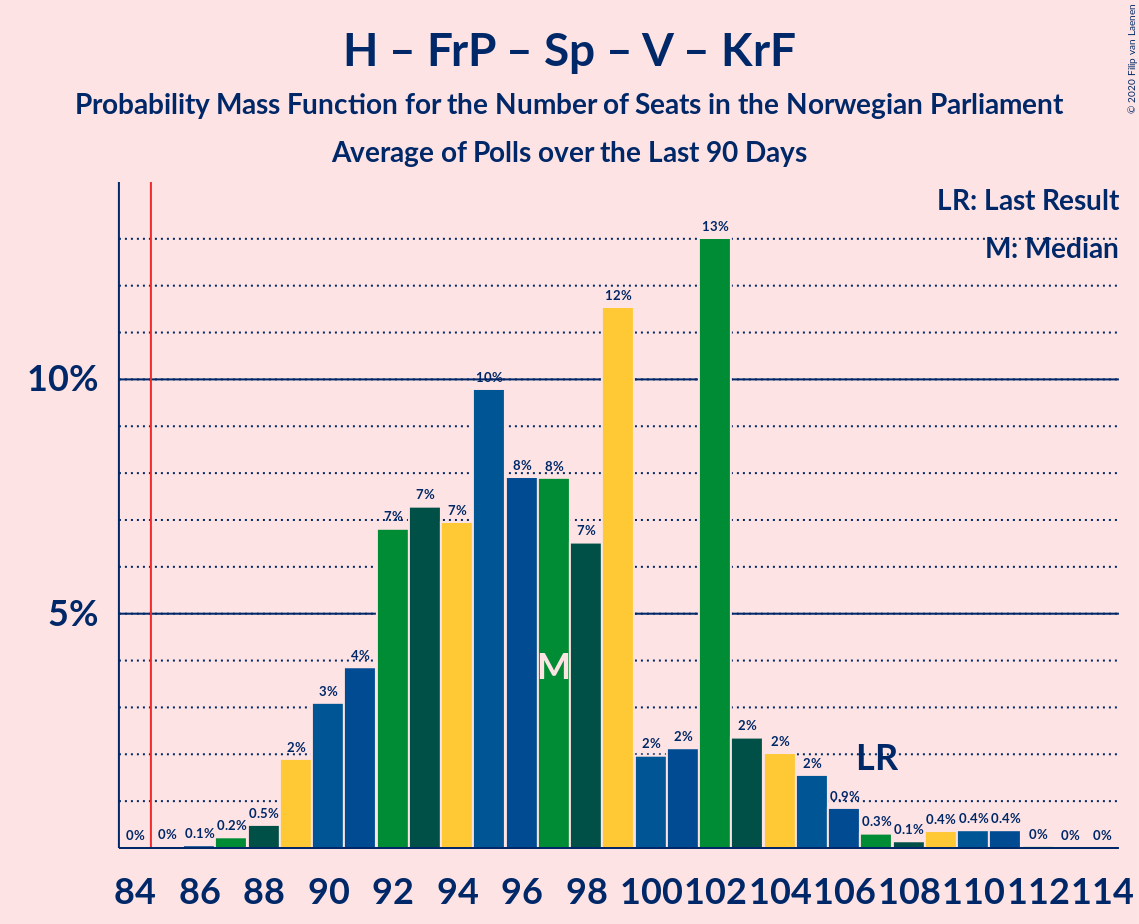 H – FrP – Sp – V – KrF
Probability Mass Function for the Number of Seats in the Norwegian Parliament
Average of Polls over the Last 90 Days
© 2020 Filip van Laenen
LR: Last Result
M: Median
13%
12%
10%
10%
8% 8%
7% 7% 7% 7%
5%
4%
M
3%
2% 2% 2% 2% 2% 2%
LR
0% 0% 0.1% 0.2% 0.5% 0.9% 0.3% 0.1% 0.4% 0.4% 0.4% 0% 0% 0%
84 86 88 90 92 94 96 98 100 102 104 106 108 110 112 114